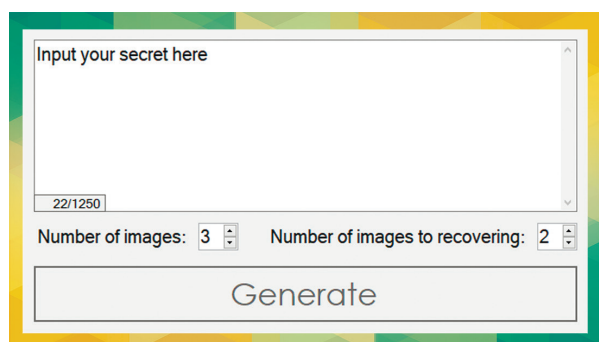 Input your secret here
22/1250
Number of images: 3 Number of images to recovering: 2
Generate